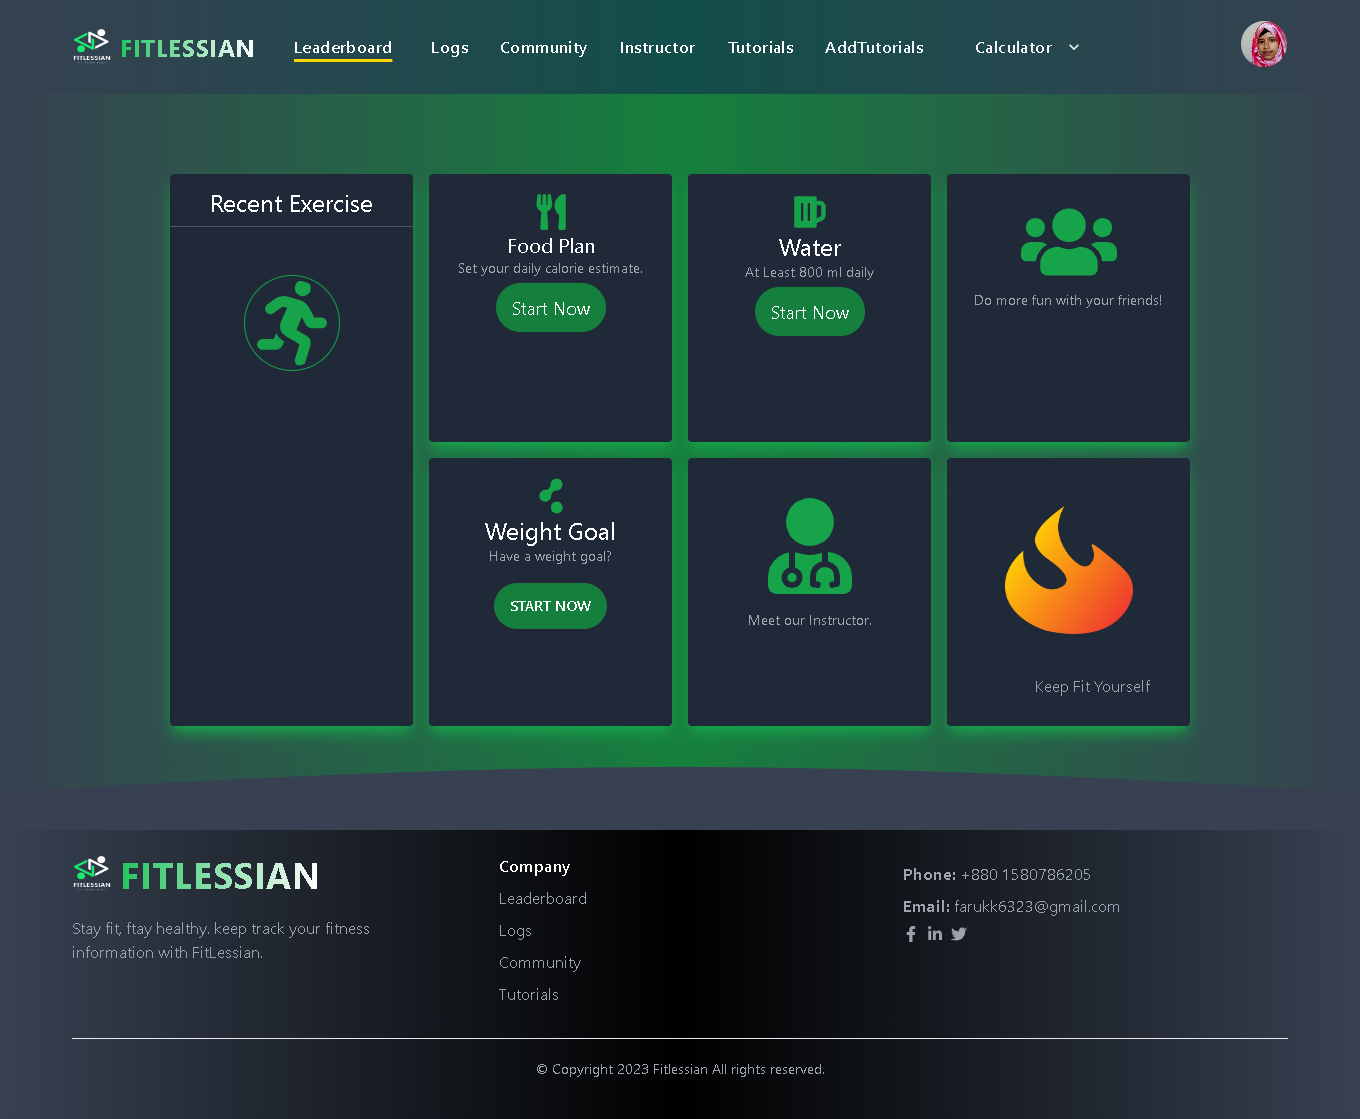 FITLESSIAN
FITLESSIAN
Leaderboard
Logs
Community
Instructor
Tutorials
AddTutorials
Calculator
Recent Exercise
Food Plan
Set your daily calorie estimate.
Start Now
Water
At Least 800 ml daily
Start Now
Do more fun with your friends!
Weight Goal
Have a weight goal?
START NOW
Meet our Instructor.
Keep Fit Yourself
FITLESSIAN
FITLESSIAN
Stay fit, ftay healthy. keep track your fitness
information with FitLessian.
Company
Leaderboard
Logs
Community
Tutorials
Phone: +880 1580786205
Email: farukk6323@gmail.com
© Copyright 2023 Fitlessian All rights reserved.